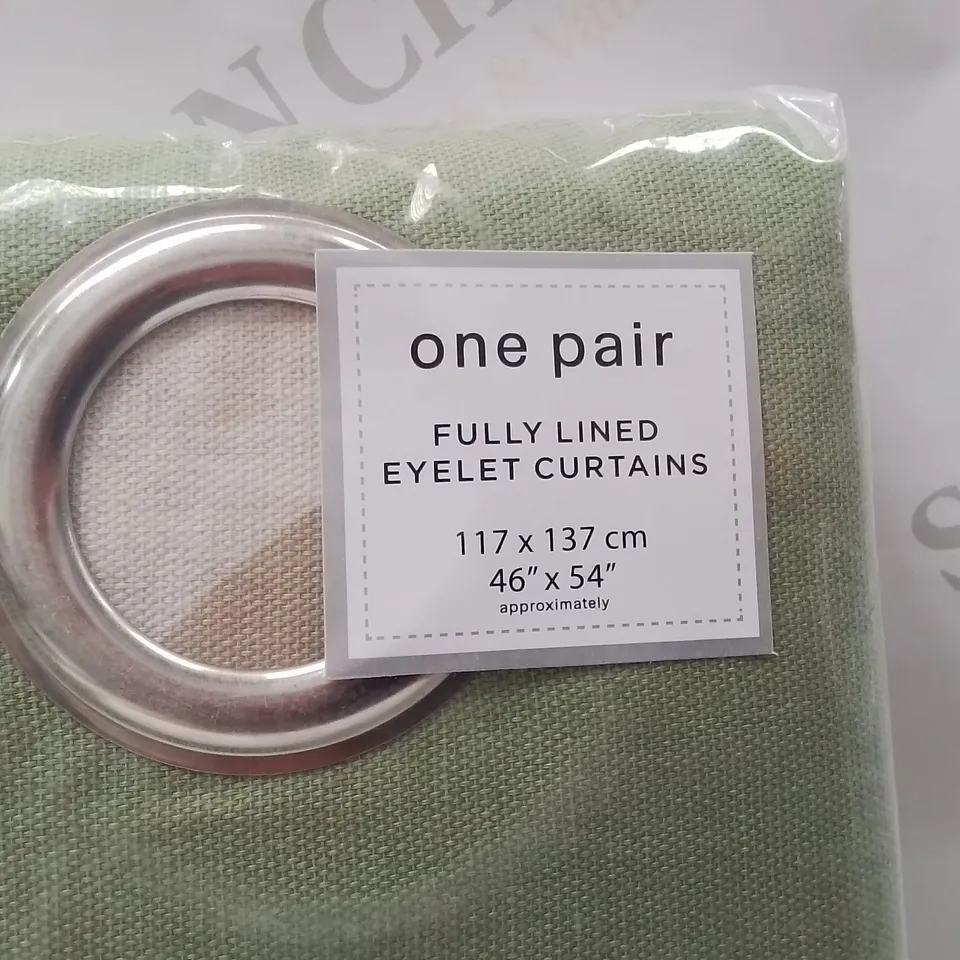 one pair
FULLY LINED
EYELET CURTAINS
117 x 137 cm
46” x 54”
approximately